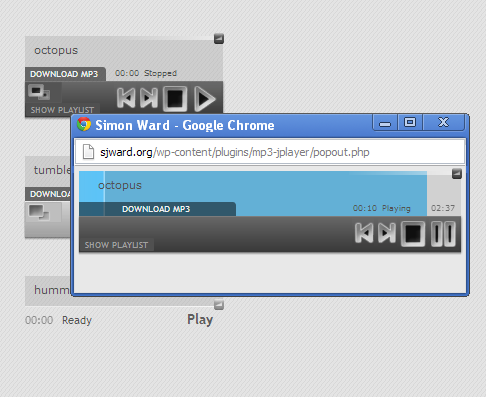 octopus
DOWNLOAD MP3
00:00 Stopped
SHOW PLAYLIST
Simon Ward - Google Chrome
sjward.org/wp-content/plugins/mp3-jplayer/popout.php
octopus
DOWNLOAD MP3
00:10 Playing
02:37
SHOW PLAYLIST
tumble
DOWNLO
humm
00:00 Ready
Play